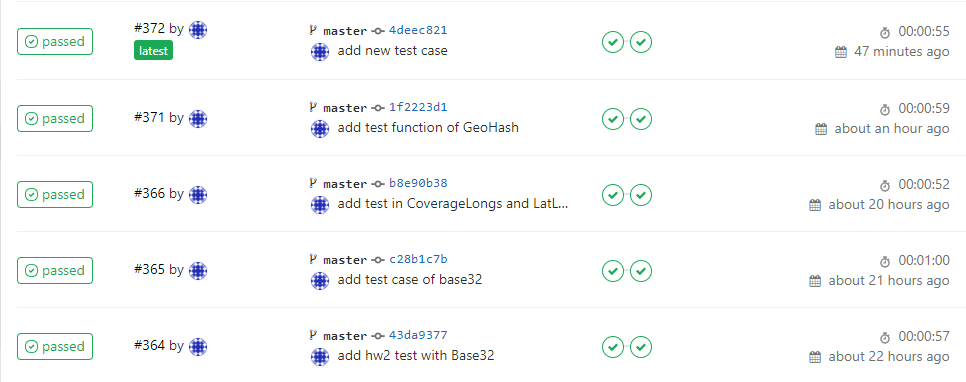 passed
#372 by
latest
master 4deec821
add new test case
00:00:55
47 minutes ago
passed
#371 by
master 1f2223d1
add test function of GeoHash
00:00:59
about an hour ago
passed
#366 by
master b8e90b38
add test in CoverageLongs and LatL...
00:00:52
about 20 hours ago
passed
#365 by
master c28b1c7b
add test case of base32
00:01:00
about 21 hours ago
passed
#364 by
master 43da9377
add hw2 test with Base32
00:00:57
about 22 hours ago